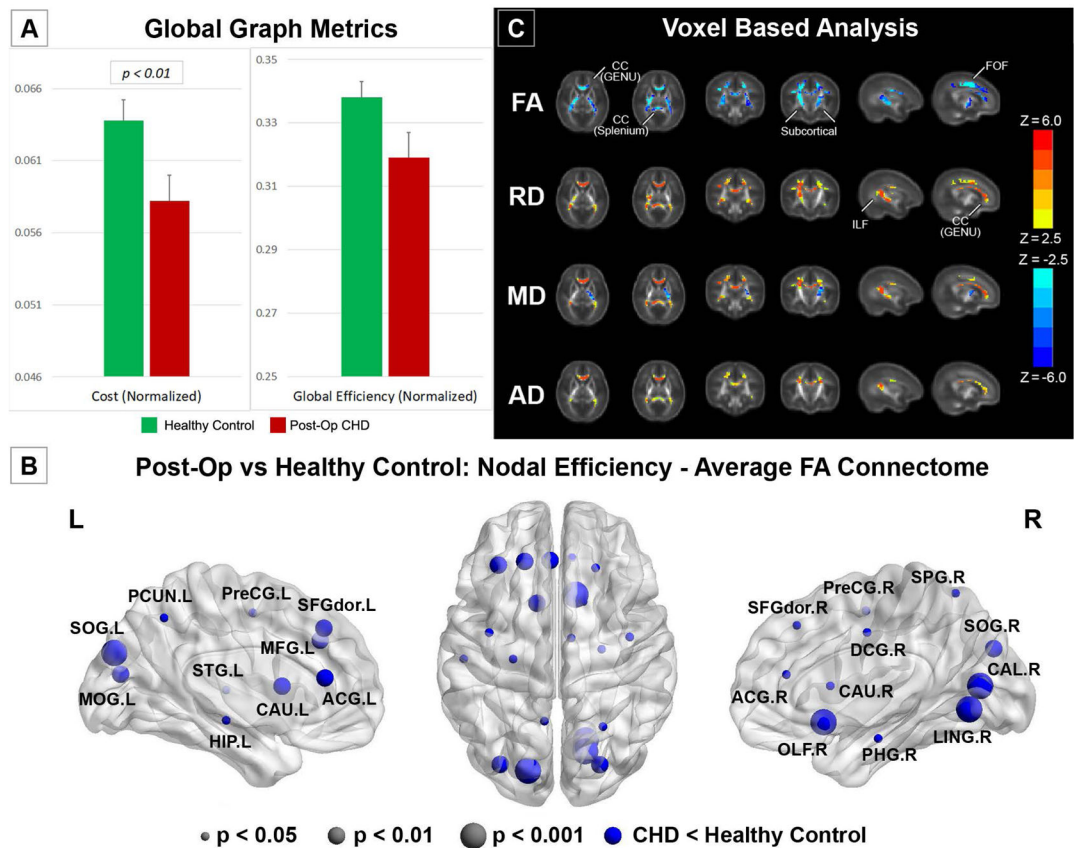 A
Global Graph Metrics
p < 0.01
0.066
0.061
0.056
0.051
0.046
Cost (Normalized)
0.35
0.33
0.31
0.29
0.27
0.25
Global Efficiency (Normalized)
Healthy Control
Post-Op CHD
C
Voxel Based Analysis
FA
CC
(GENU)
CC
(Splenium)
Subcortical
FOF
RD
ILF
CC
(GENU)
MD
AD
Z = 6.0
Z = 2.5
Z = -2.5
Z = -6.0
B
Post-Op vs Healthy Control: Nodal Efficiency - Average FA Connectome
L
PCUN.L
PreCG.L
SFGdor.L
SOG.L
MFG.L
STG.L
MOG.L
CAU.L
ACG.L
HIP.L
R
SPG.R
PreCG.R
SFGdor.R
SOG.R
DCG.R
CAL.R
ACG.R
CAU.R
OLF.R
LING.R
PHG.R
p < 0.05
p < 0.01
p < 0.001
CHD < Healthy Control